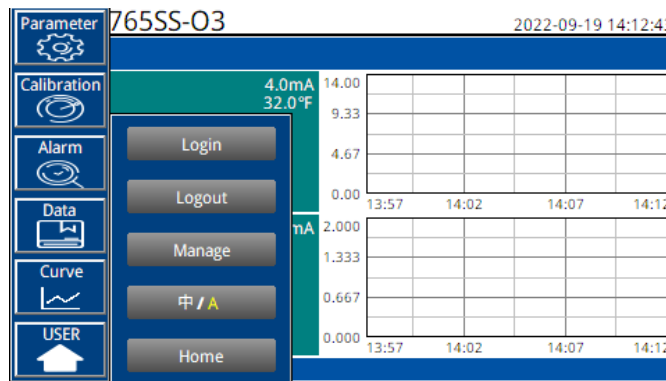 Parameter
765SS-O3
2022-09-19 14:12:4
Calibration
4.0mA
32.0°F
14.00
9.33
4.67
0.00
13:57
14:02
14:07
14:12
Alarm
Data
Curve
USER
Login
Logout
Manage
中/A
Home
mA
2.000
1.333
0.667
0.000
13:57
14:02
14:07
14:12